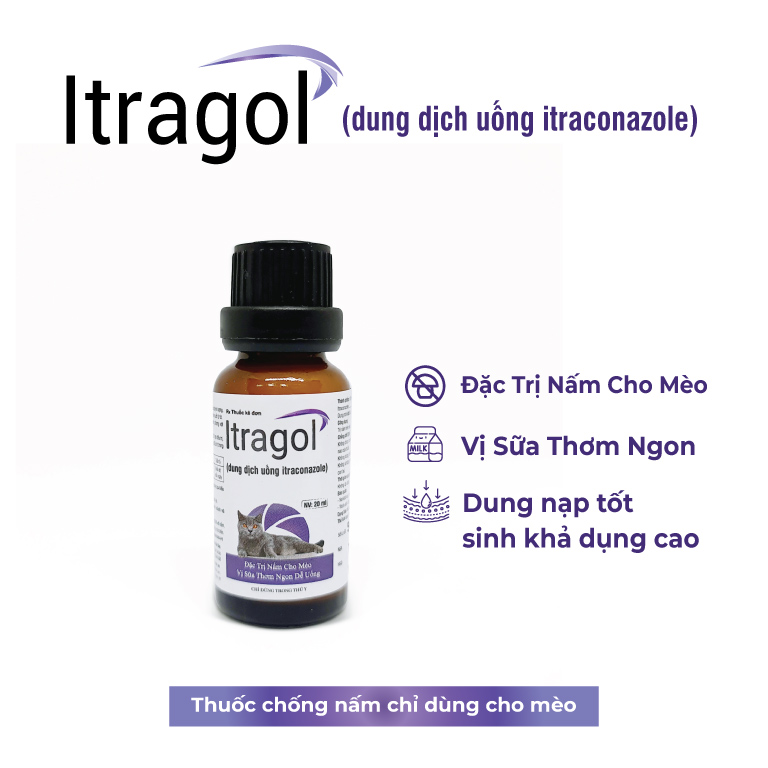 Itragol
(dung dịch uống itraconazole)
Rx Thuốc kê đơn
Itragol
(dung dịch uống itraconazole)
NV: 20 ml
Đặc Trị Nấm Cho Mèo
Vị Sữa Thơm Ngon Dễ Uống
CHỈ DÙNG TRONG THÚ Y
Đặc Trị Nấm Cho Mèo
MILK
Vị Sữa Thơm Ngon
Dung nạp tốt
sinh khả dụng cao
Thuốc chống nấm chỉ dùng cho mèo